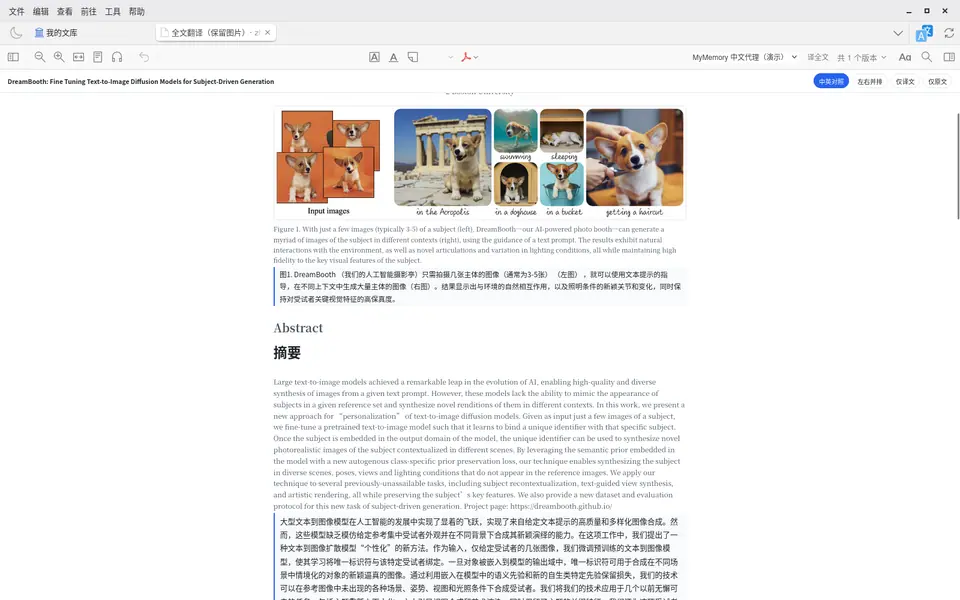 文件 编辑 查看 前往 工具 帮助
我的文库
全文翻译（保留图片） - 2
MyMemory 中文代理（演示）
译全文
共 1 个版本
Aa
DreamBooth: Fine Tuning Text-to-Image Diffusion Models for Subject-Driven Generation
中英对照 左右并排 仅译文 仅原文
swimming sleeping
Input images
in the Acropolis in a doghouse in a bucket getting a haircut
Figure 1. With just a few images (typically 3-5) of a subject (left), DreamBooth—our AI-powered photo booth—can generate a
myriad of images of the subject in different contexts (right), using the guidance of a text prompt. The results exhibit natural
interactions with the environment, as well as novel articulations and variation in lighting conditions, all while maintaining high
fidelity to the key visual features of the subject.
图1. DreamBooth （我们的人工智能摄影亭）只需拍摄几张主体的图像（通常为3-5张）（左图），就可以使用文本提示的指
导，在不同上下文中生成大量主体的图像（右图）。结果显示出与环境的自然相互作用，以及照明条件的新颖关节和变化，同时保
持对受试者关键视觉特征的高保真度。
Abstract
摘要
Large text-to-image models achieved a remarkable leap in the evolution of AI, enabling high-quality and diverse
synthesis of images from a given text prompt. However, these models lack the ability to mimic the appearance of
subjects in a given reference set and synthesize novel renditions of them in different contexts. In this work, we present a
new approach for “personalization” of text-to-image diffusion models. Given as input just a few images of a subject,
we fine-tune a pretrained text-to-image model such that it learns to bind a unique identifier with that specific subject.
Once the subject is embedded in the output domain of the model, the unique identifier can be used to synthesize novel
photorealistic images of the subject contextualized in different scenes. By leveraging the semantic prior embedded in
the model with a new autogenous class-specific prior preservation loss, our technique enables synthesizing the subject
in diverse scenes, poses, views and lighting conditions that do not appear in the reference images. We apply our
technique to several previously-unassailable tasks, including subject recontextualization, text-guided view synthesis,
and artistic rendering, all while preserving the subject’s key features. We also provide a new dataset and evaluation
protocol for this new task of subject-driven generation. Project page: https://dreambooth.github.io/
大型文本到图像模型在人工智能的发展中实现了显着的飞跃，实现了来自给定文本提示的高质量和多样化图像合成。然
而，这些模型缺乏模仿给定参考集中受试者外观并在不同背景下合成其新颖演绎的能力。在这项工作中，我们提出了一
种文本到图像扩散模型“个性化”的新方法。作为输入，仅给定受试者的几张图像，我们微调预训练的文本到图像模
型，使其学习将唯一标识符与该特定受试者绑定。一旦对象被嵌入到模型的输出域中，唯一标识符可用于合成在不同场
景中情境化的对象的新颖逼真的图像。通过利用嵌入在模型中的语义先验和新的自生类特定先验保留损失，我们的技术
可以在参考图像中未出现的各种场景、姿势、视图和光照条件下合成受试者。我们将我们的技术应用于几个以前无懈可